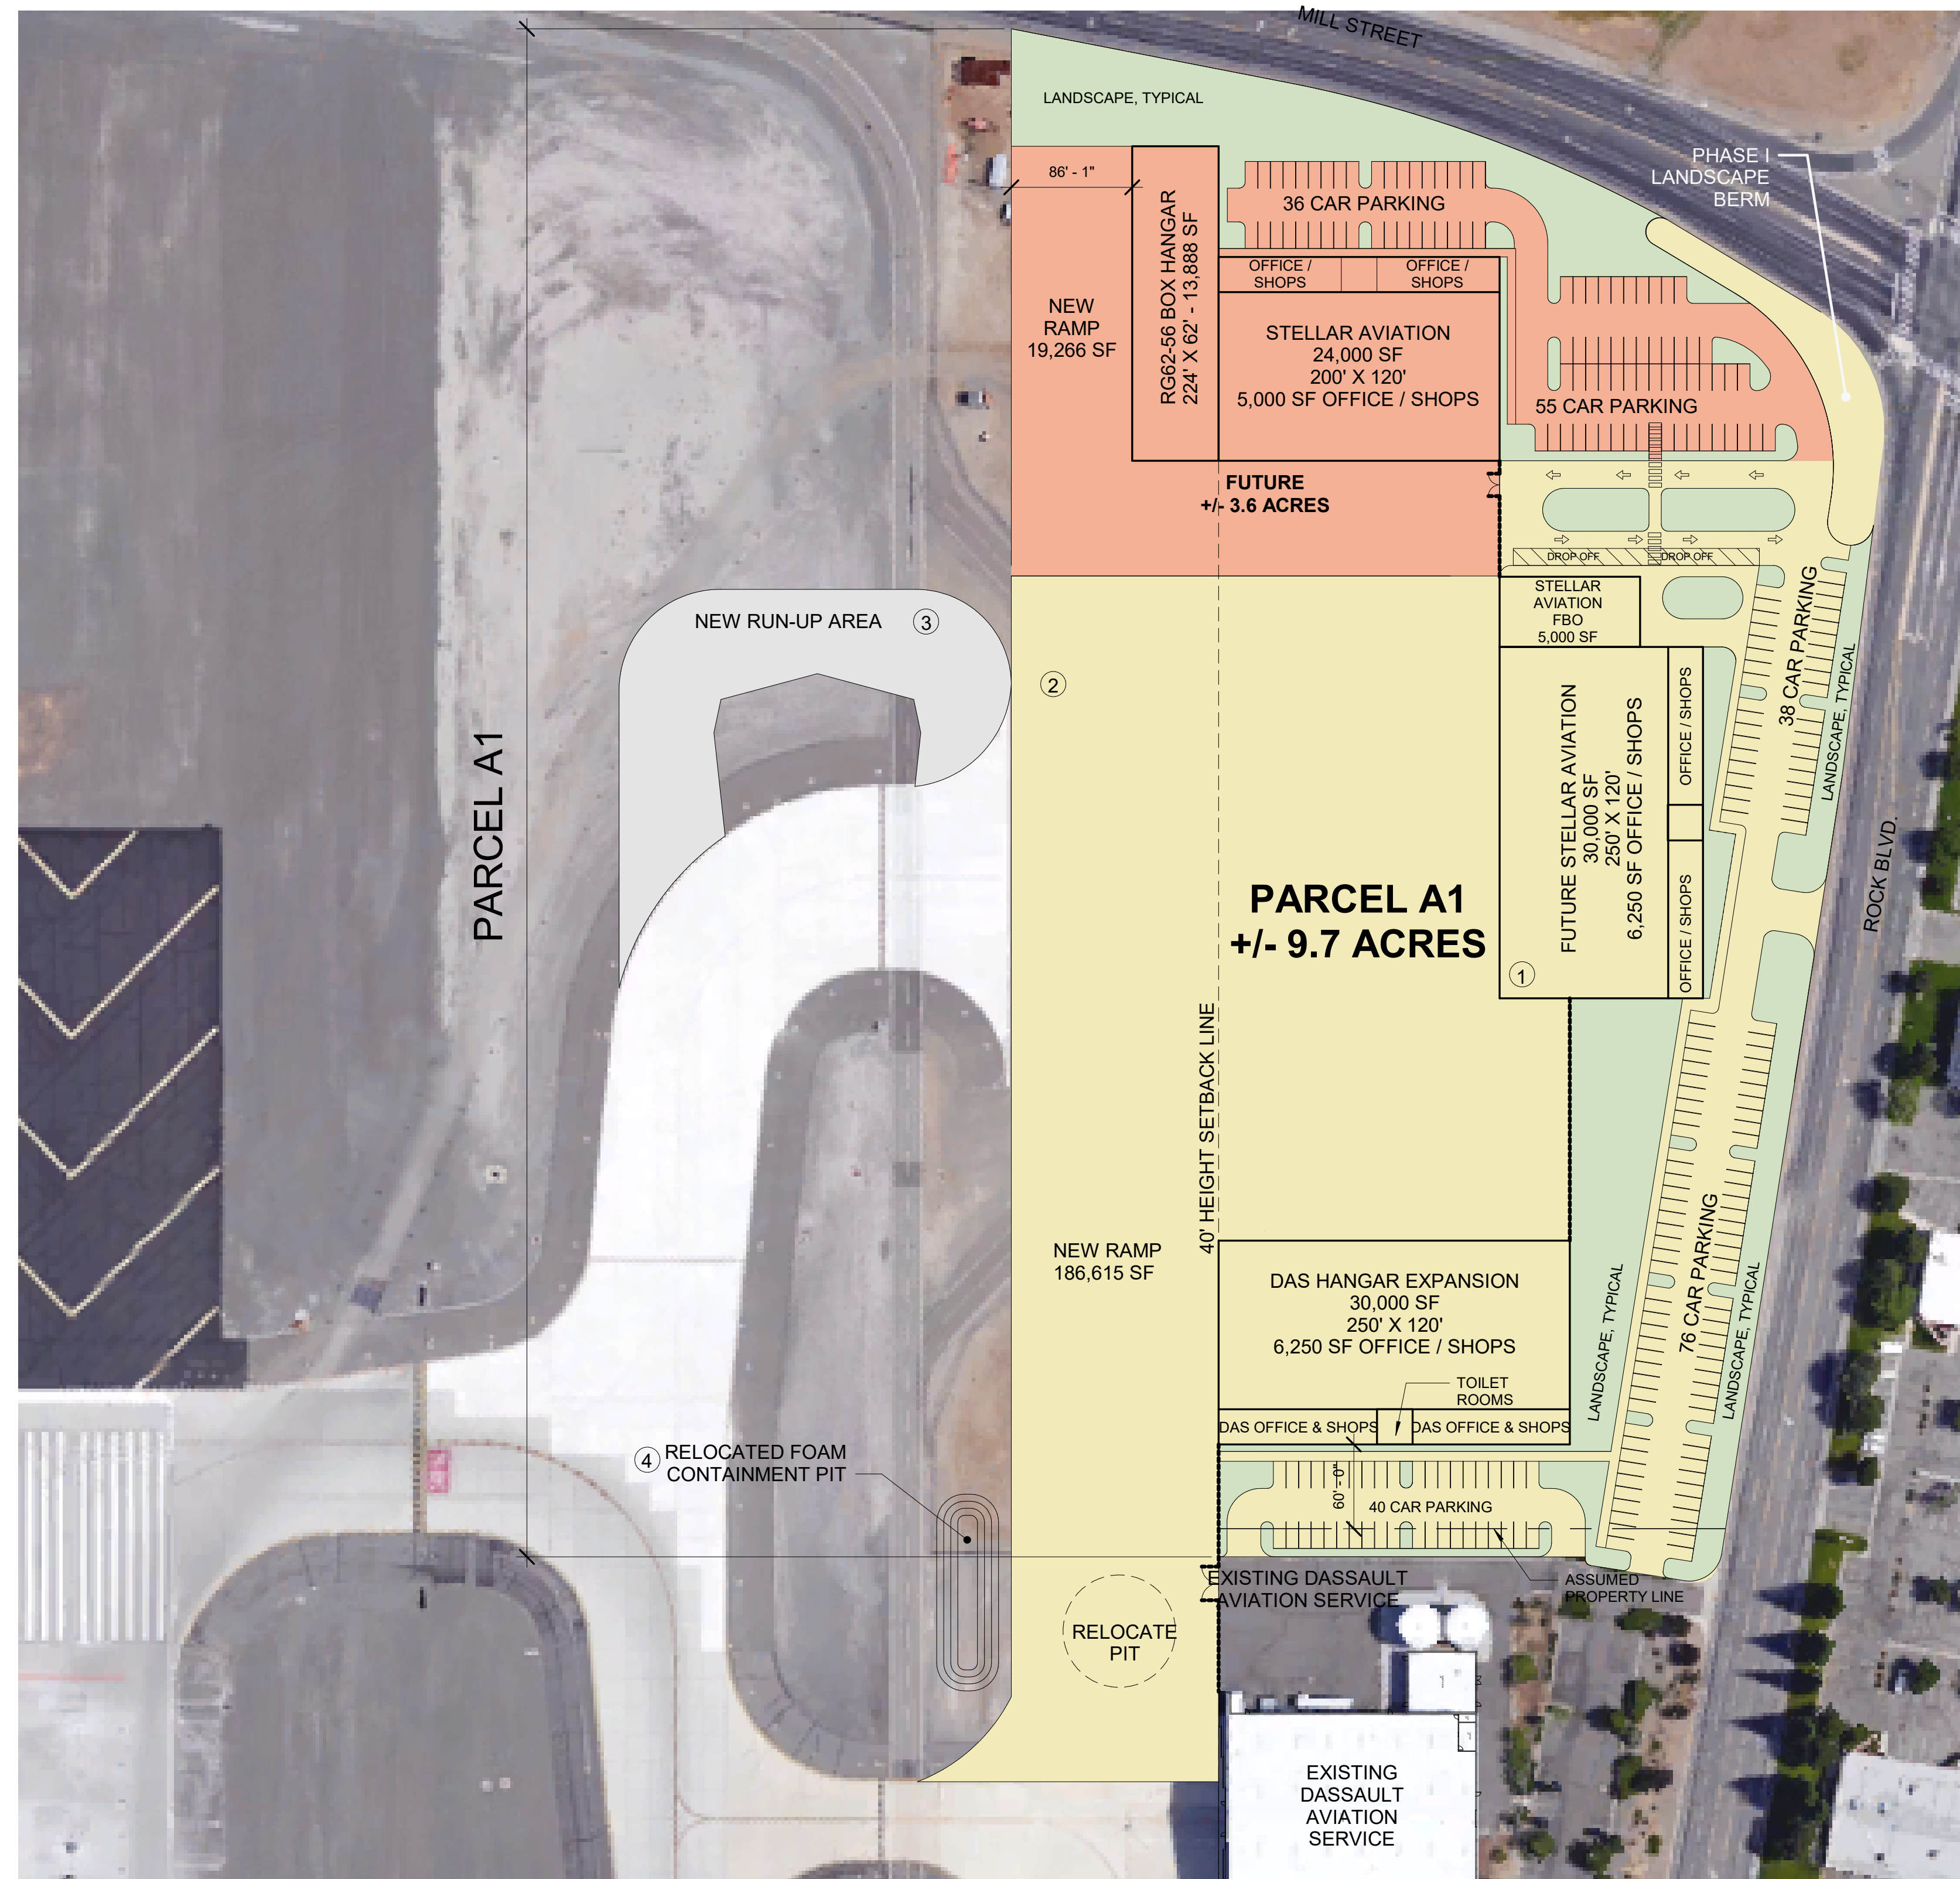 MILL STREET
LANDSCAPE, TYPICAL
PHASE I
LANDSCAPE
BERM
86' - 1"
RG62-56 BOX HANGAR
224' X 62' - 13,888 SF
36 CAR PARKING
OFFICE /
SHOPS
OFFICE /
SHOPS
NEW
RAMP
19,266 SF
STELLAR AVIATION
24,000 SF
200' X 120'
5,000 SF OFFICE / SHOPS
55 CAR PARKING
FUTURE
+/- 3.6 ACRES
DROP OFF
DROP OFF
STELLAR
AVIATION
FBO
5,000 SF
38 CAR PARKING
LANDSCAPE, TYPICAL
NEW RUN-UP AREA
3
2
PARCEL A1
FUTURE STELLAR AVIATION
30,000 SF
250' X 120'
6,250 SF OFFICE / SHOPS
OFFICE / SHOPS
OFFICE / SHOPS
1
ROCK BLVD.
PARCEL A1
+/- 9.7 ACRES
40' HEIGHT SETBACK LINE
NEW RAMP
186,615 SF
DAS HANGAR EXPANSION
30,000 SF
250' X 120'
6,250 SF OFFICE / SHOPS
TOILET
ROOMS
DAS OFFICE & SHOPS
DAS OFFICE & SHOPS
LANDSCAPE, TYPICAL
76 CAR PARKING
LANDSCAPE, TYPICAL
4
RELOCATED FOAM
CONTAINMENT PIT
60' - 0"
40 CAR PARKING
ASSUMED
PROPERTY LINE
EXISTING DASSAULT
AVIATION SERVICE
RELOCATE
PIT
EXISTING
DASSAULT
AVIATION
SERVICE